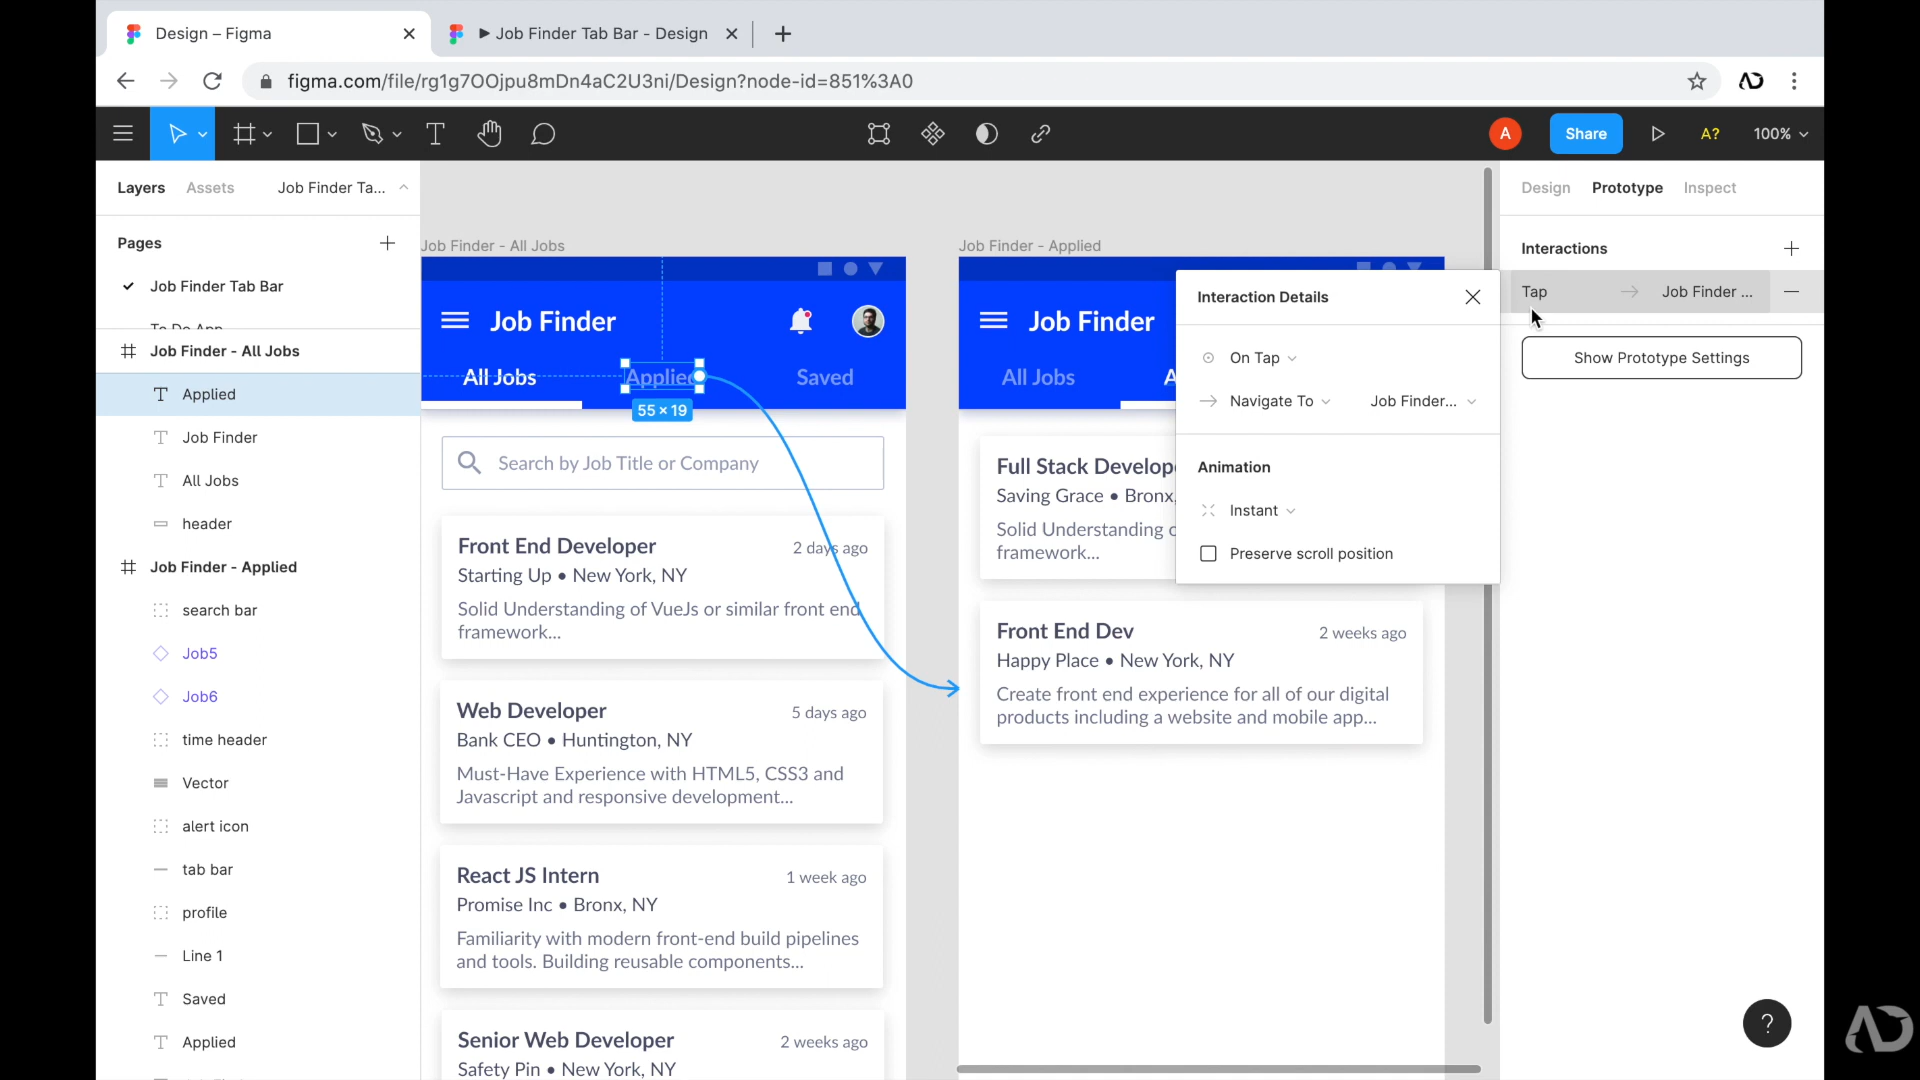 Design – Figma
Job Finder Tab Bar - Design
figma.com/file/rg1g7OOjpu8mDn4aC2U3ni/Design?node-id=851%3A0
A
Share
A?
100%
Layers
Assets
Job Finder Ta...
Design
Prototype
Inspect
Pages
Job Finder Tab Bar
To Do App
Job Finder - All Jobs
Applied
Job Finder
All Jobs
header
Job Finder - Applied
search bar
Job5
Job6
time header
Vector
alert icon
tab bar
profile
Line 1
Saved
Applied
Job Finder - All Jobs
Job Finder
All Jobs
Applied
Saved
55 × 19
Search by Job Title or Company
Front End Developer
2 days ago
Starting Up • New York, NY
Solid Understanding of VueJs or similar front end
framework...
Web Developer
5 days ago
Bank CEO • Huntington, NY
Must-Have Experience with HTML5, CSS3 and
Javascript and responsive development...
React JS Intern
1 week ago
Promise Inc • Bronx, NY
Familiarity with modern front-end build pipelines
and tools. Building reusable components...
Senior Web Developer
2 weeks ago
Safety Pin • New York, NY
Job Finder - Applied
Job Finder
All Jobs
Full Stack Develop
Saving Grace • Bronx,
Solid Understanding
framework...
Front End Dev
2 weeks ago
Happy Place • New York, NY
Create front end experience for all of our digital
products including a website and mobile app...
Interaction Details
On Tap
Navigate To
Job Finder...
Animation
Instant
Preserve scroll position
Interactions
Tap
Job Finder ...
Show Prototype Settings
?